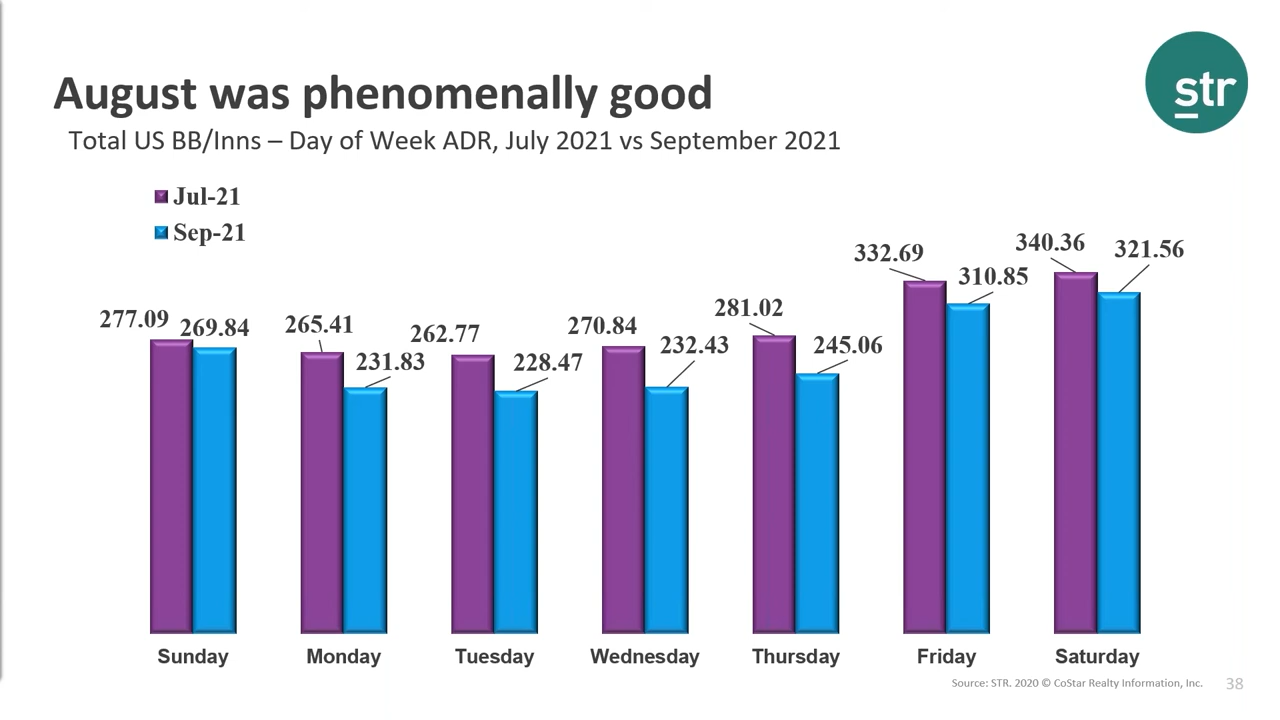 August was phenomenally good
str
Total US BB/Inns – Day of Week ADR, July 2021 vs September 2021
Jul-21
Sep-21
277.09 269.84 265.41 231.83 262.77 228.47 270.84 232.43 281.02 245.06 332.69 310.85 340.36 321.56
Sunday Monday Tuesday Wednesday Thursday Friday Saturday
Source: STR. 2020 © CoStar Realty Information, Inc. 38